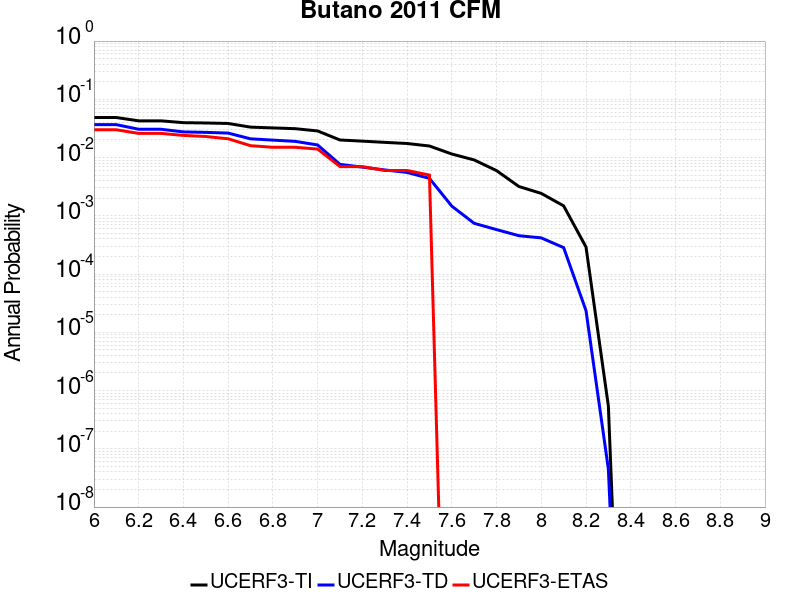 Butano 2011 CFM
10^0
10^-1
10^-2
10^-3
10^-4
10^-5
10^-6
10^-7
10^-8
Annual Probability
6 6.2 6.4 6.6 6.8 7 7.2 7.4 7.6 7.8 8 8.2 8.4 8.6 8.8 9
Magnitude
UCERF3-TI UCERF3-TD UCERF3-ETAS